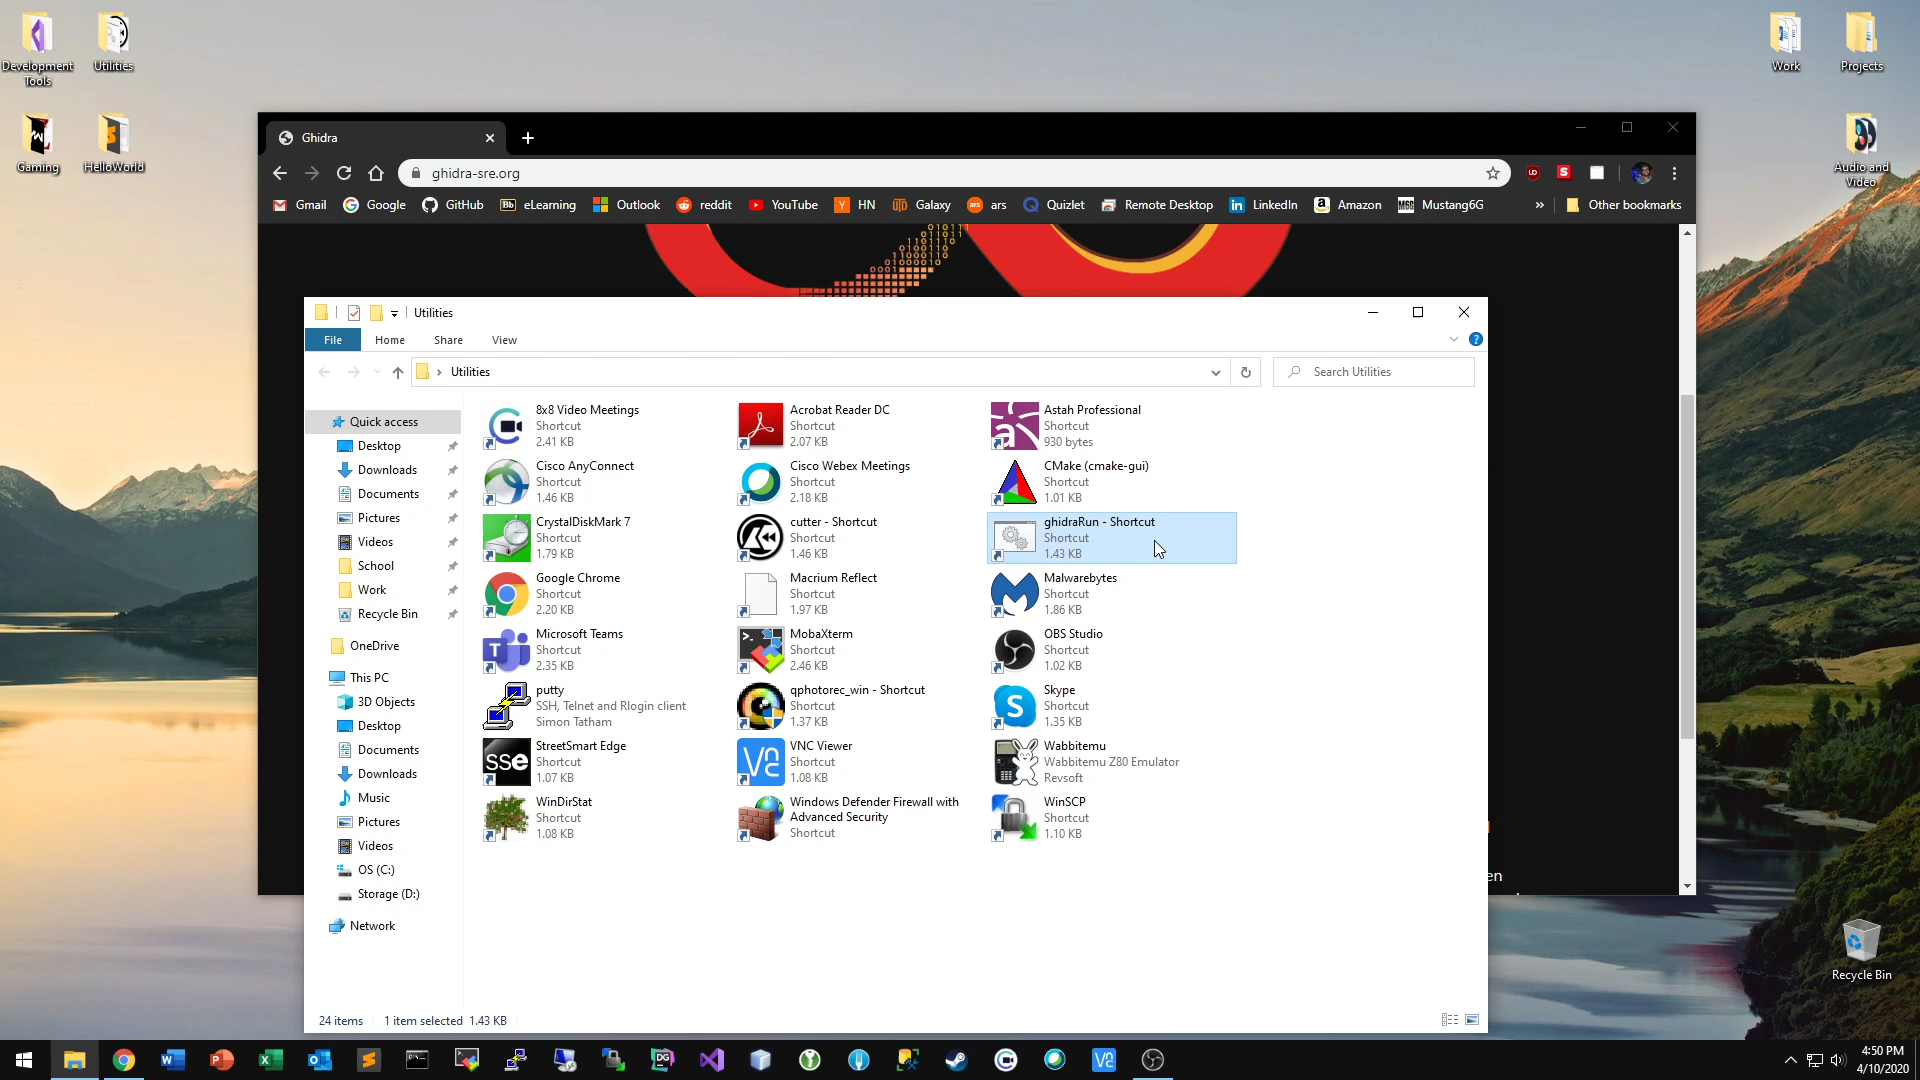 Development
Tools
Utilities
Gaming
HelloWorld
Work
Projects
Audio and
Video
Recycle Bin
Ghidra
ghidra-sre.org
Gmail
Google
GitHub
Bb
eLearning
Outlook
reddit
YouTube
Y
HN
UTD
Galaxy
ars
ars
Quizlet
Remote Desktop
in
LinkedIn
a
Amazon
M6G
Mustang6G
»
Other bookmarks
Utilities
File
Home
Share
View
Utilities
Search Utilities
Quick access
Desktop
Downloads
Documents
Pictures
Videos
School
Work
Recycle Bin
OneDrive
This PC
3D Objects
Desktop
Documents
Downloads
Music
Pictures
Videos
OS (C:)
Storage (D:)
Network
8x8 Video Meetings
Shortcut
2.41 KB
Acrobat Reader DC
Shortcut
2.07 KB
Astah Professional
Shortcut
930 bytes
Cisco AnyConnect
Shortcut
1.46 KB
Cisco Webex Meetings
Shortcut
2.18 KB
CMake (cmake-gui)
Shortcut
1.01 KB
CrystalDiskMark 7
Shortcut
1.79 KB
cutter - Shortcut
Shortcut
1.46 KB
ghidraRun - Shortcut
Shortcut
1.43 KB
Google Chrome
Shortcut
2.20 KB
Macrium Reflect
Shortcut
1.97 KB
Malwarebytes
Shortcut
1.86 KB
Microsoft Teams
Shortcut
2.35 KB
MobaXterm
Shortcut
2.46 KB
OBS Studio
Shortcut
1.02 KB
putty
SSH, Telnet and Rlogin client
Simon Tatham
qphotorec_win - Shortcut
Shortcut
1.37 KB
Skype
Shortcut
1.35 KB
StreetSmart Edge
Shortcut
1.07 KB
VNC Viewer
Shortcut
1.08 KB
Wabbitemu
Wabbitemu Z80 Emulator
Revsoft
WinDirStat
Shortcut
1.08 KB
Windows Defender Firewall with
Advanced Security
Shortcut
WinSCP
Shortcut
1.10 KB
en
24 items
1 item selected 1.43 KB
4:50 PM
4/10/2020